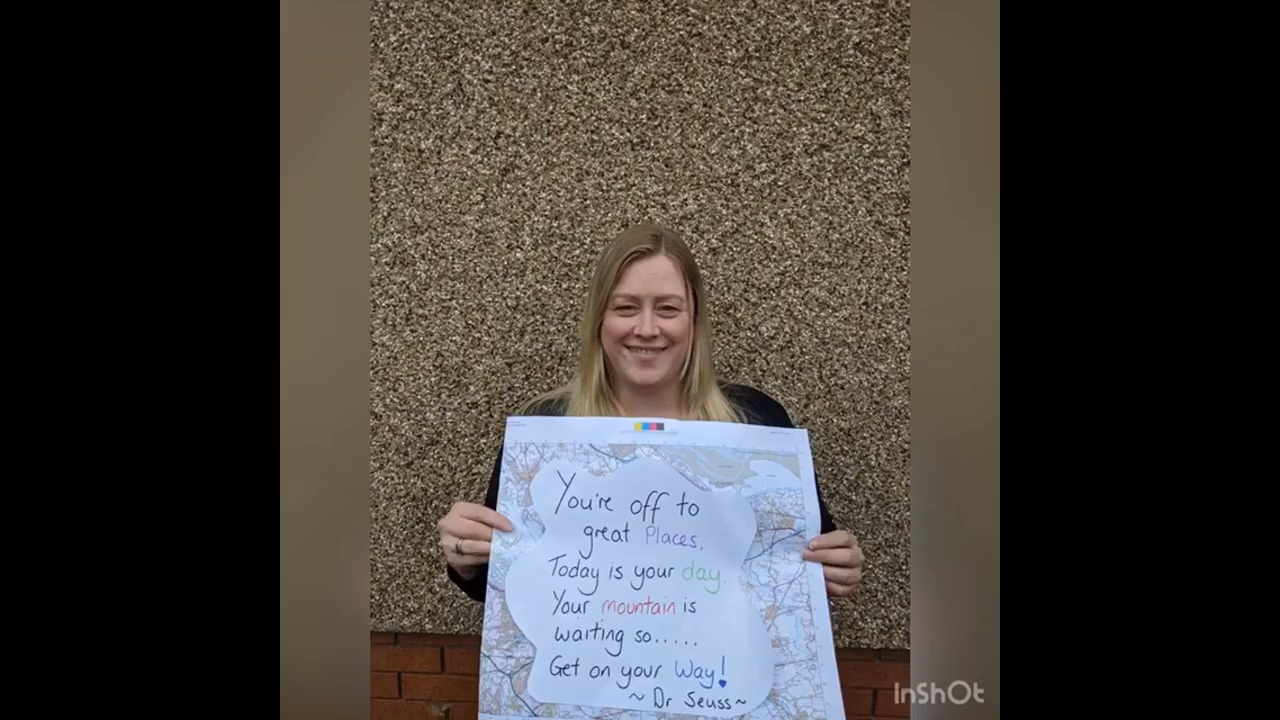 You're off to
great Places,
Today is your day.
Your mountain is
waiting so.....
Get on your Way!
~ Dr Seuss ~
InShOt